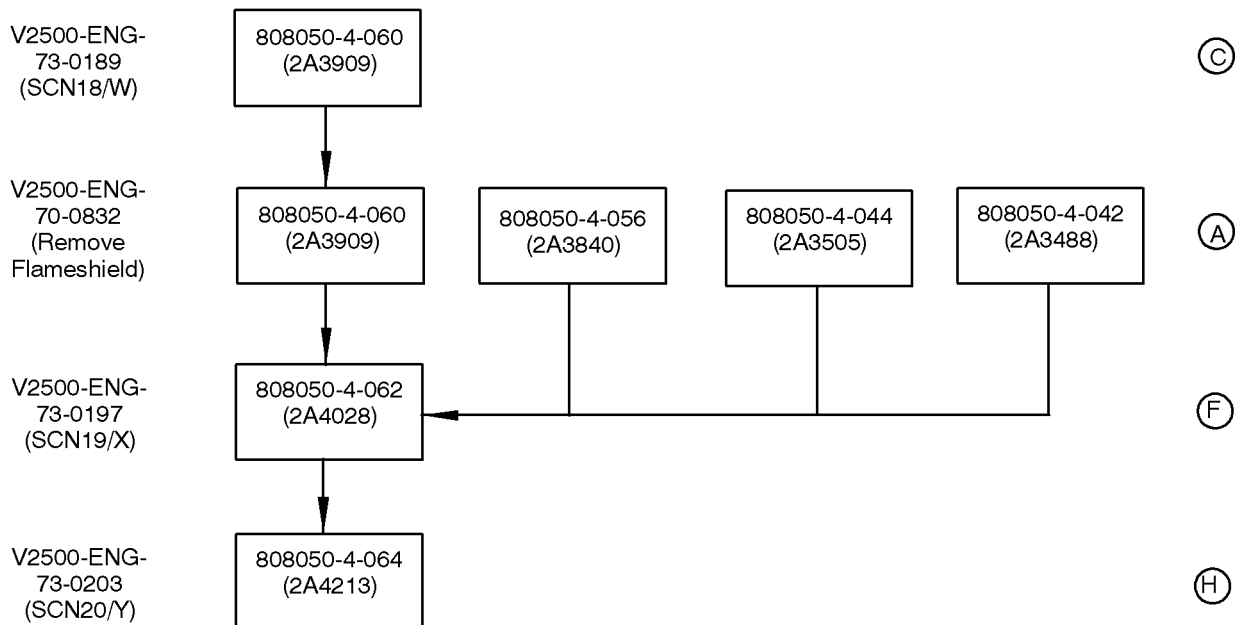 V2500-ENG-
73-0189
(SCN18/W)
808050-4-060
(2A3909)
C
V2500-ENG-
70-0832
(Remove
Flameshield)
808050-4-060
(2A3909)
808050-4-056
(2A3840)
808050-4-044
(2A3505)
808050-4-042
(2A3488)
A
V2500-ENG-
73-0197
(SCN19/X)
808050-4-062
(2A4028)
F
V2500-ENG-
73-0203
(SCN20/Y)
808050-4-064
(2A4213)
H